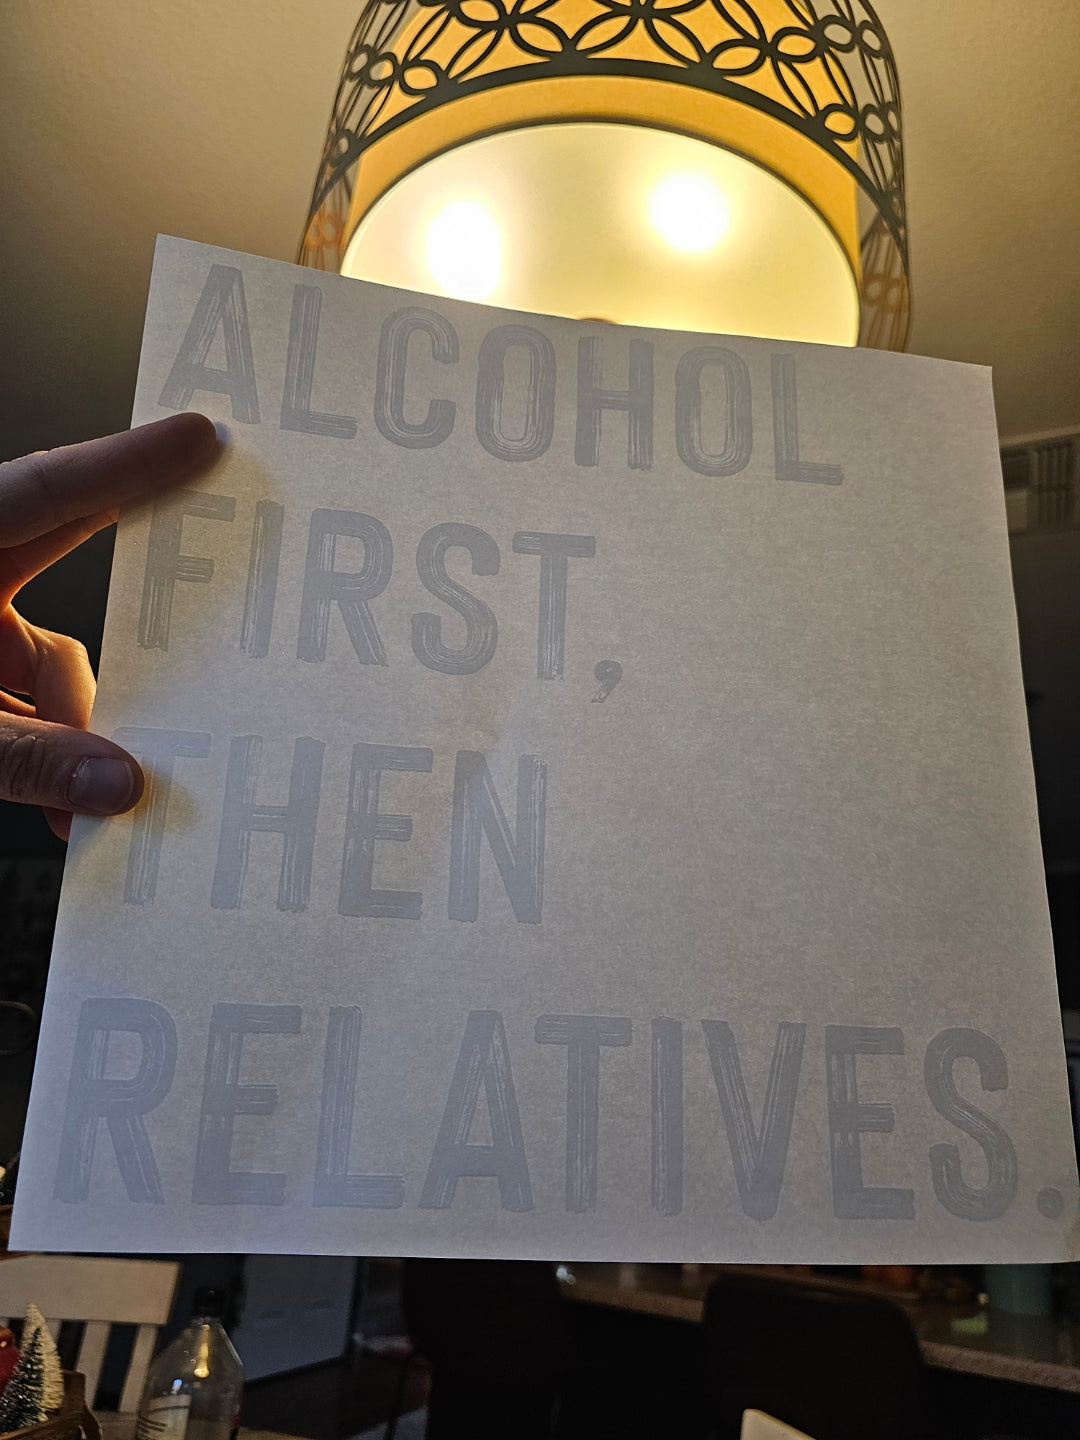 ALCOHOL
FIRST,
THEN
RELATIVES.